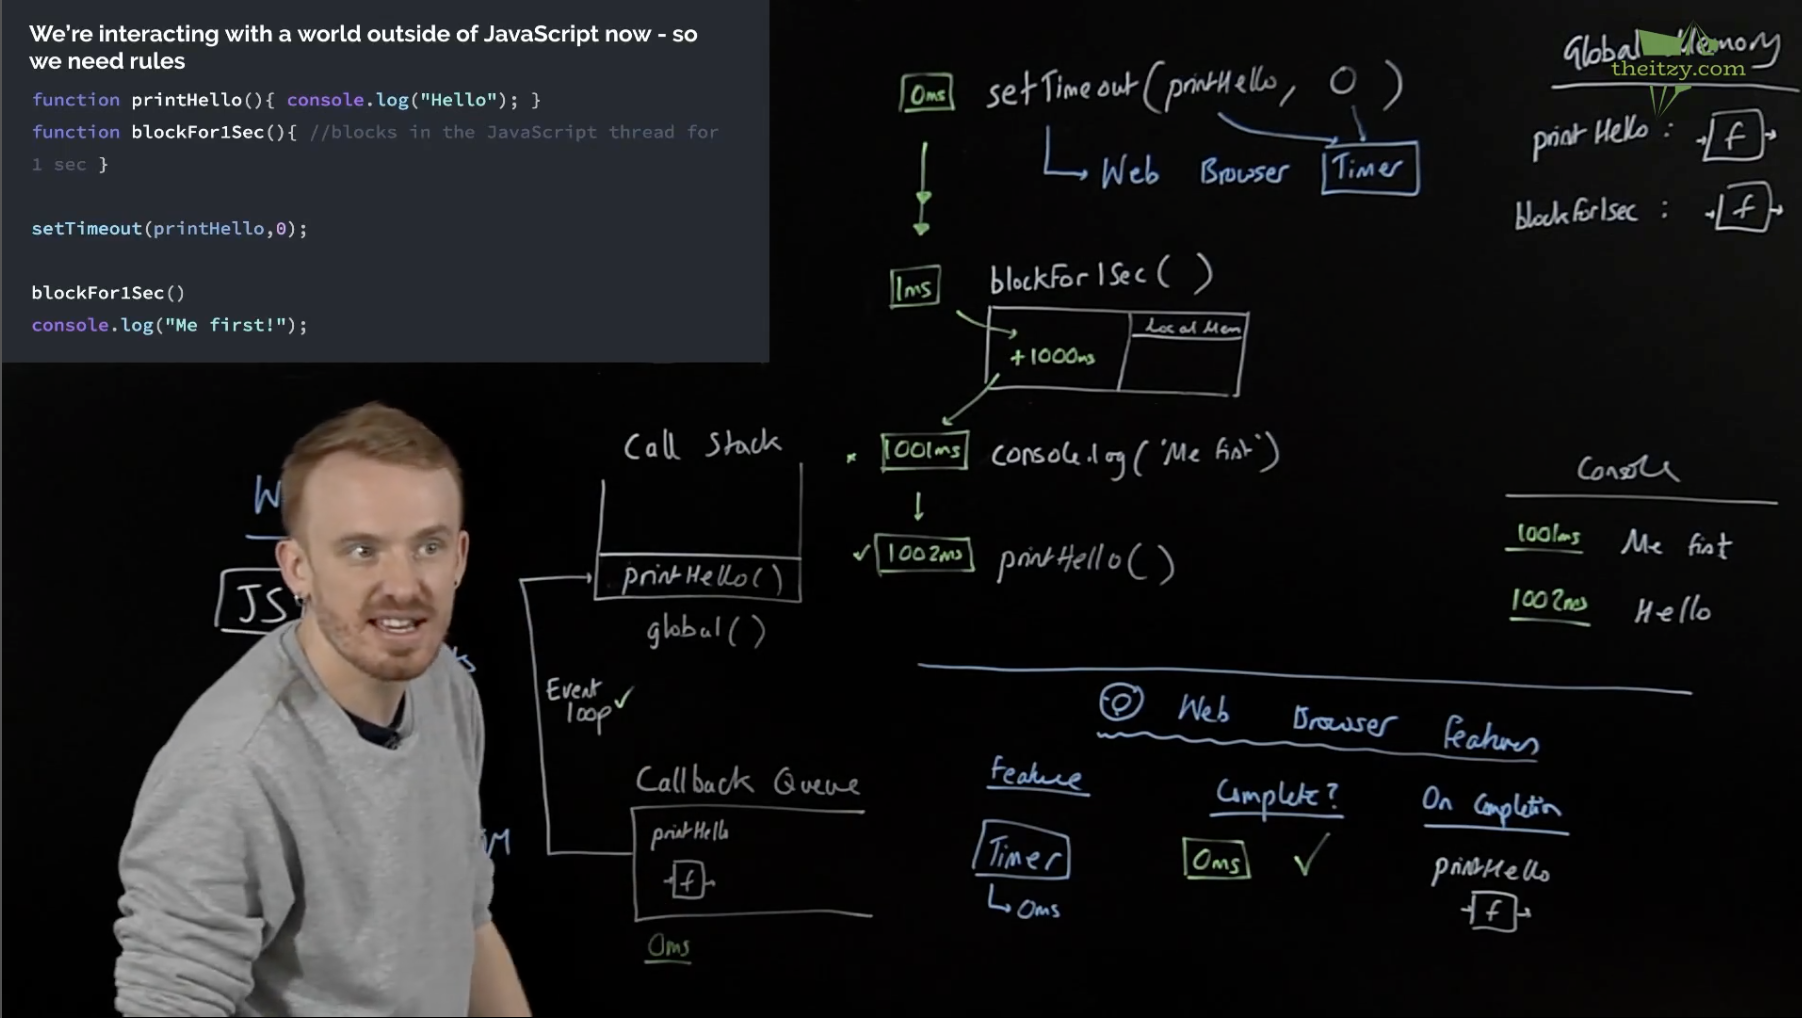 We're interacting with a world outside of JavaScript now - so
we need rules
function printHello(){ console.log("Hello"); }
function blockFor1Sec(){ //blocks in the JavaScript thread for
1 sec }
setTimeout(printHello,0);
blockFor1Sec()
console.log("Me first!");
0ms setTimeout(printHello, 0)
Web Browser Timer
1ms blockFor1Sec()
Local Mem
+1000ms
1001ms console.log('Me first')
1002ms printHello()
Global Memory
theitzy.com
printHello : f
blockFor1sec : f
Call Stack
printHello()
global()
Event
loop
Callback Queue
printHello
f
0ms
JS
Console
1001ms Me first
1002ms Hello
Web Browser Features
Feature Complete? On Completion
Timer 0ms printHello
0ms f